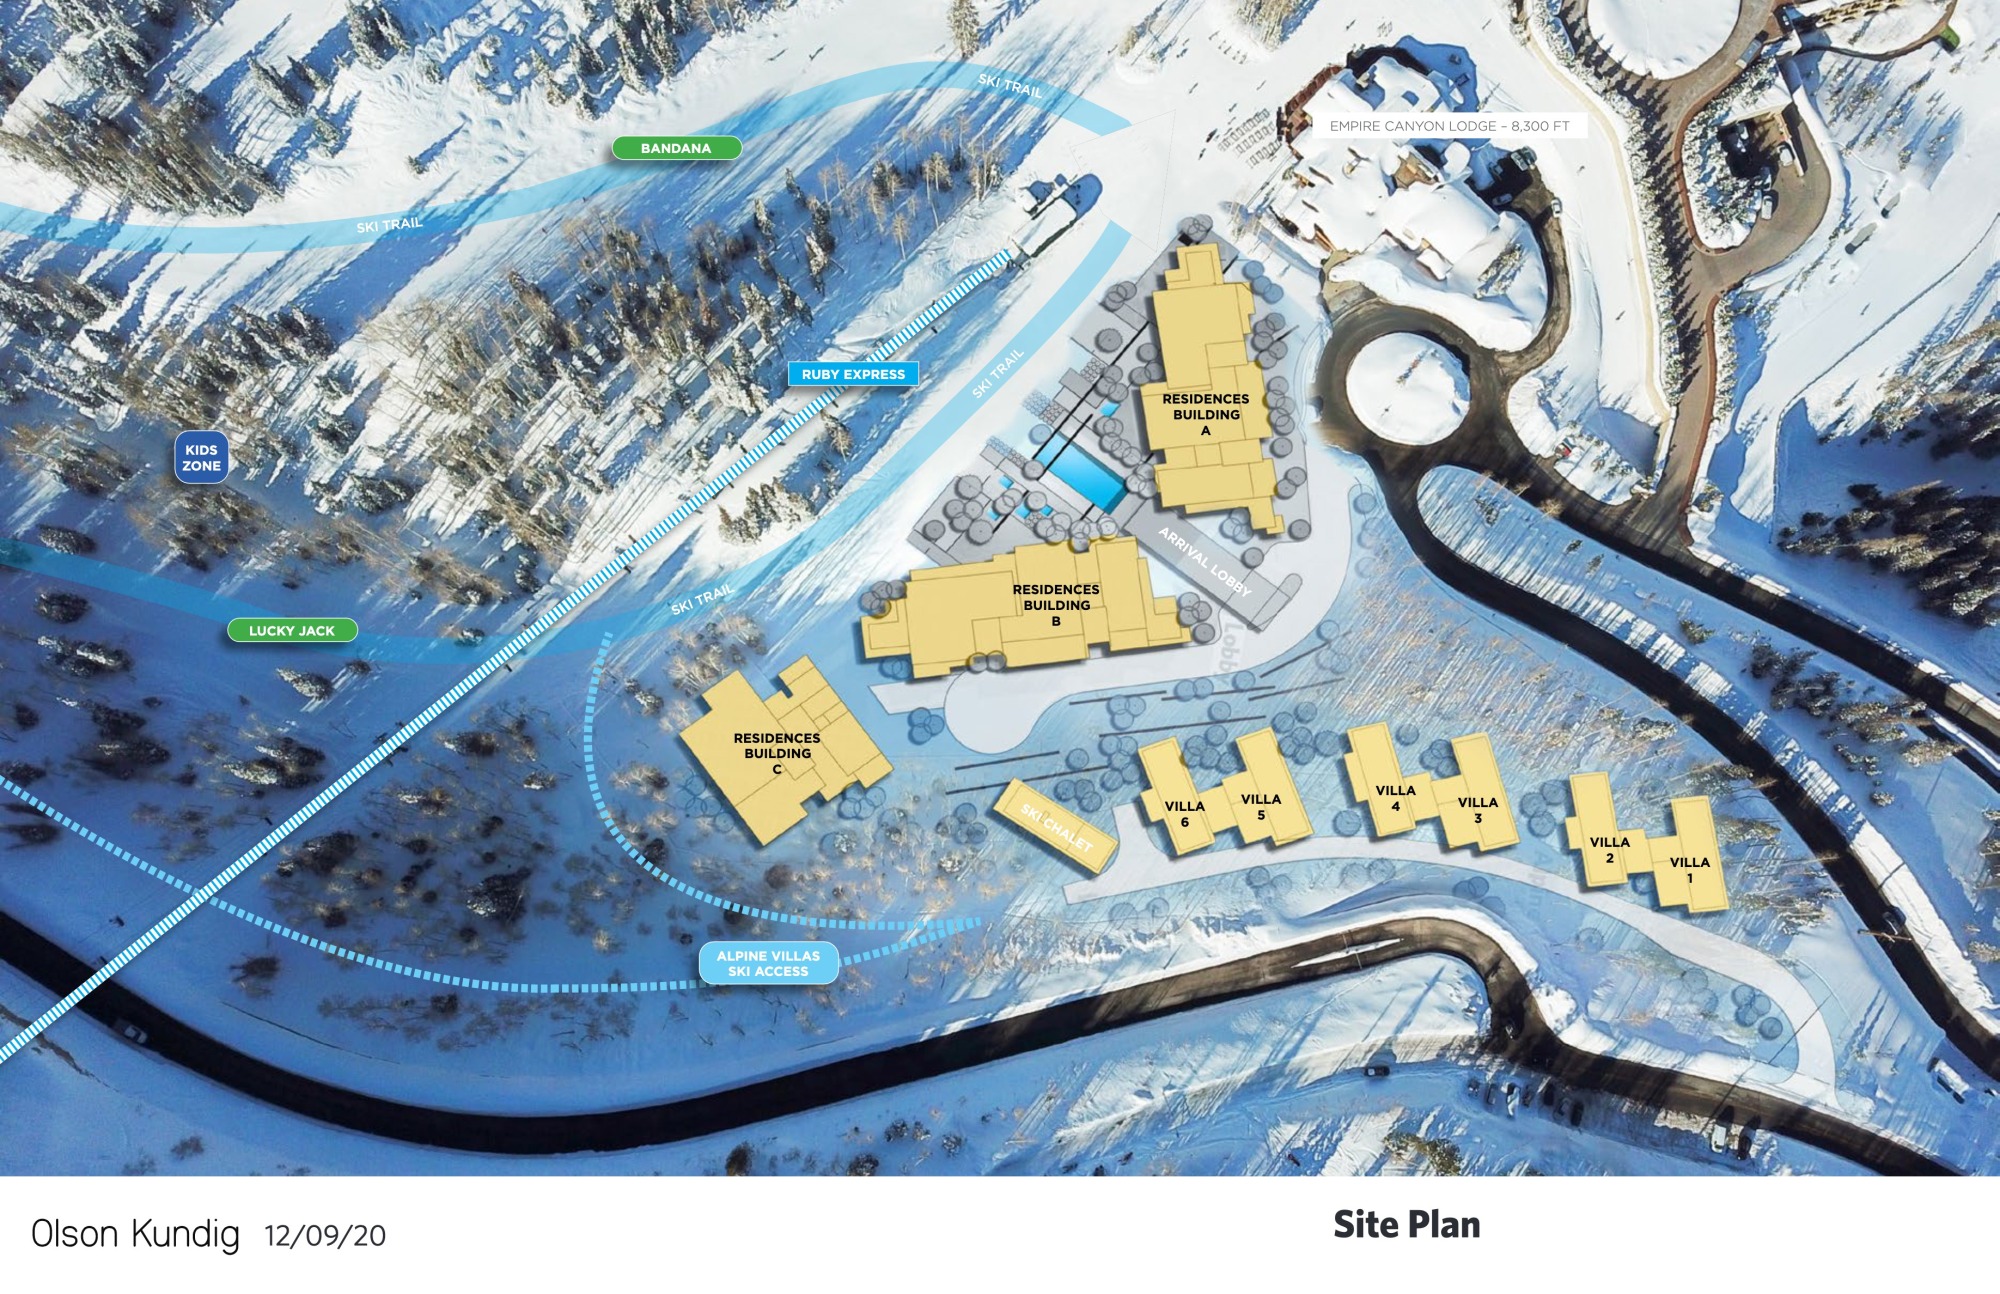 SKI TRAIL
EMPIRE CANYON LODGE – 8,300 FT
BANDANA
SKI TRAIL
RUBY EXPRESS
SKI TRAIL
RESIDENCES
BUILDING
A
KIDS
ZONE
ARRIVAL LOBBY
SKI TRAIL
RESIDENCES
BUILDING
B
LUCKY JACK
Lobby
RESIDENCES
BUILDING
C
SKI CHALET
VILLA
6
VILLA
5
VILLA
4
VILLA
3
VILLA
2
VILLA
1
ALPINE VILLAS
SKI ACCESS
Olson Kundig 12/09/20
Site Plan